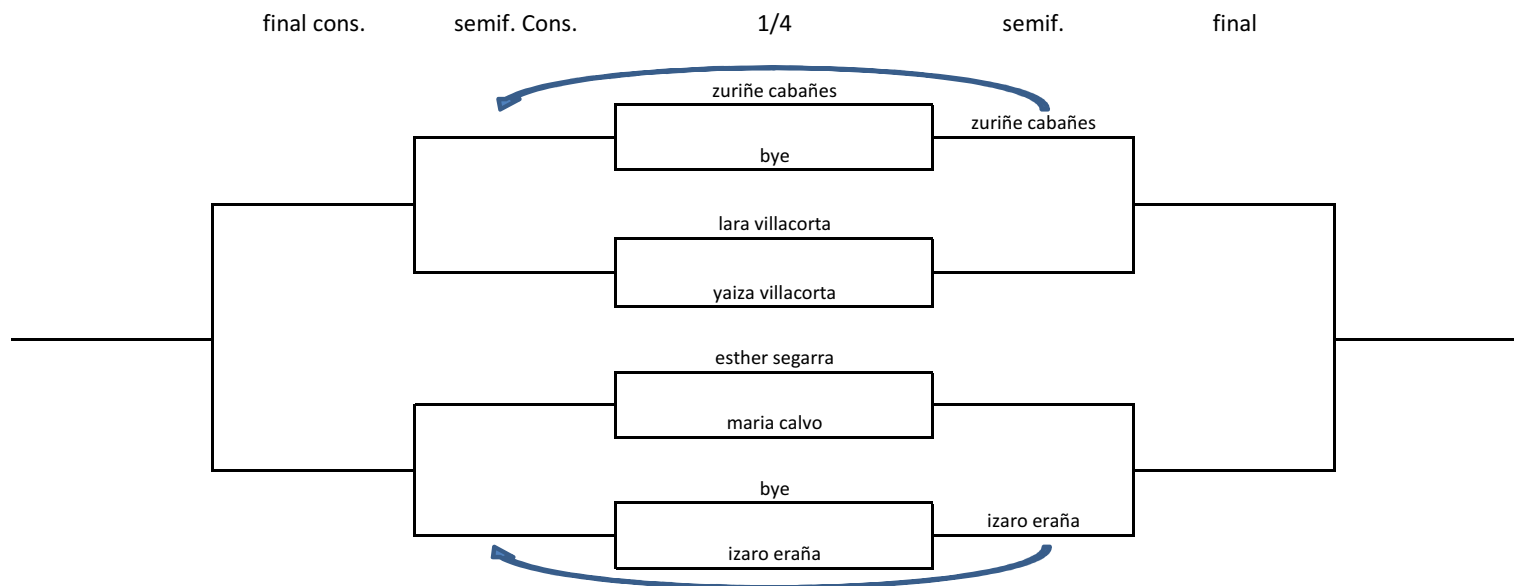 final cons. semif. Cons. 1/4 semif. final
zuriñe cabañes
zuriñe cabañes
bye
lara villacorta
yaiza villacorta
esther segarra
maria calvo
bye
izaro eraña
izaro eraña